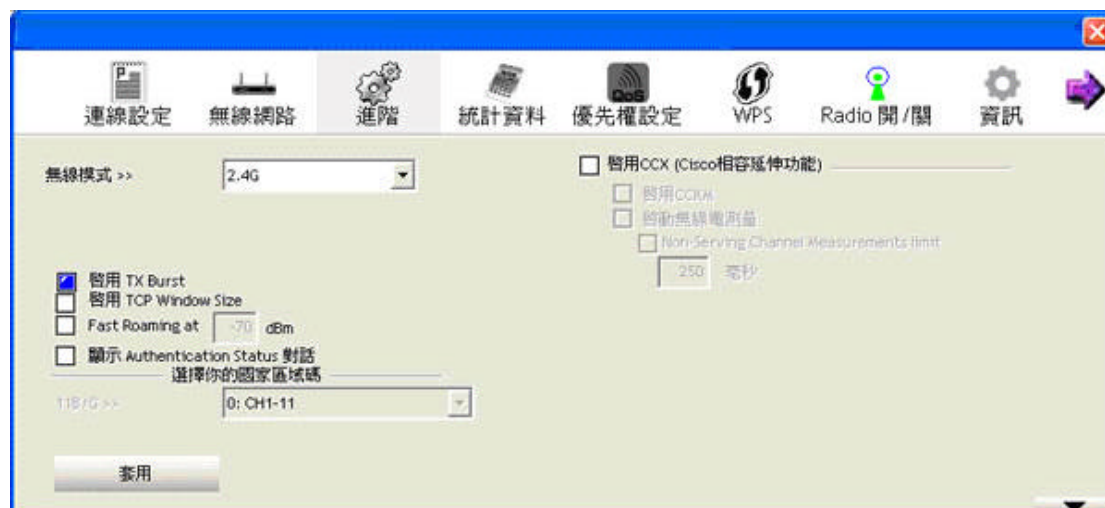 連線設定 無線網路 進階 統計資料 優先權設定 WPS Radio 開/關 資訊
QoS
無線模式 >> 2.4G
啟用 TX Burst
啟用 TCP Window Size
Fast Roaming at -70 dBm
顯示 Authentication Status 對話
選擇你的國家區域碼
11B/G >> 0: CH1-11
套用
啟用CCX (Cisco相容延伸功能)
啟用CCKM
啟動無線電測量
Non-Serving Channel Measurements limit
250 毫秒